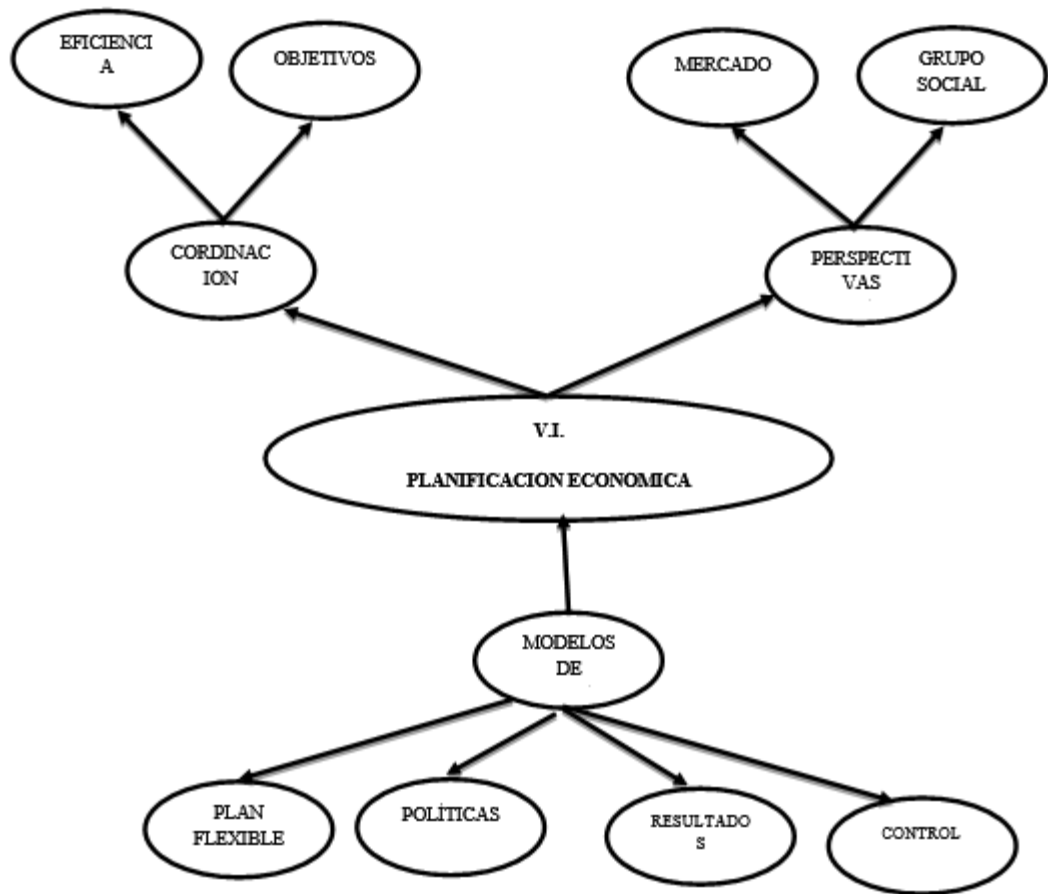 EFICIENCI
A
OBJETIVOS
MERCADO
GRUPO
SOCIAL
CORDINAC
ION
PERSPECTI
VAS
V.I.
PLANIFICACION ECONOMICA
MODELOS
DE
PLAN
FLEXIBLE
POLÍTICAS
RESULTADO
S
CONTROL